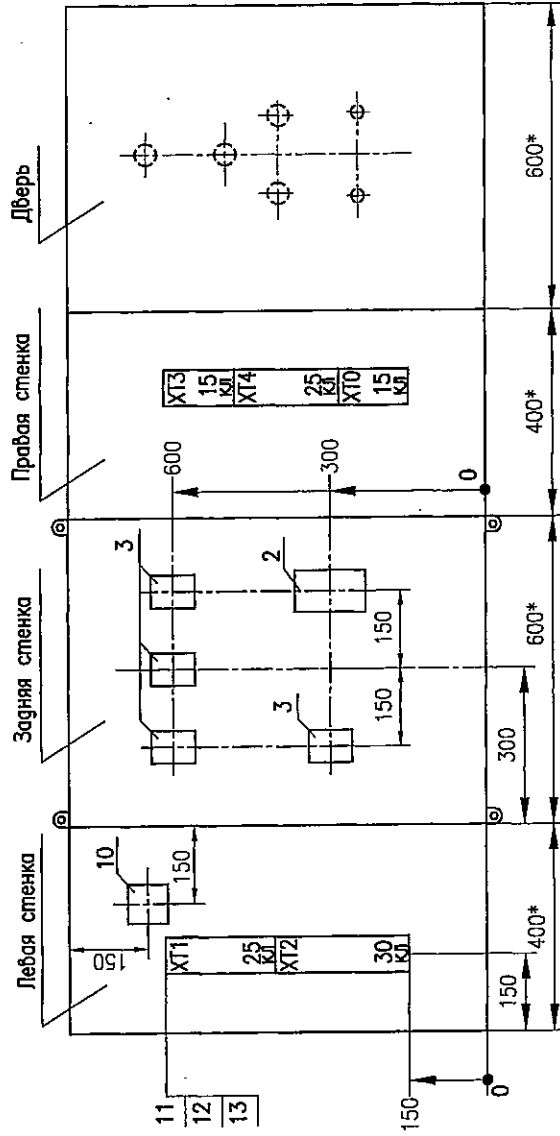 Левая стенка
Задняя стенка
Правая стенка
Дверь
150
10
150
XT1
25
КЛ
XT2
30
КЛ
11
12
13
150
0
150
400*
3
3
2
150
150
300
600*
600
300
0
XT3
15
КЛ
XT4
25
КЛ
XT0
15
КЛ
400*
600*